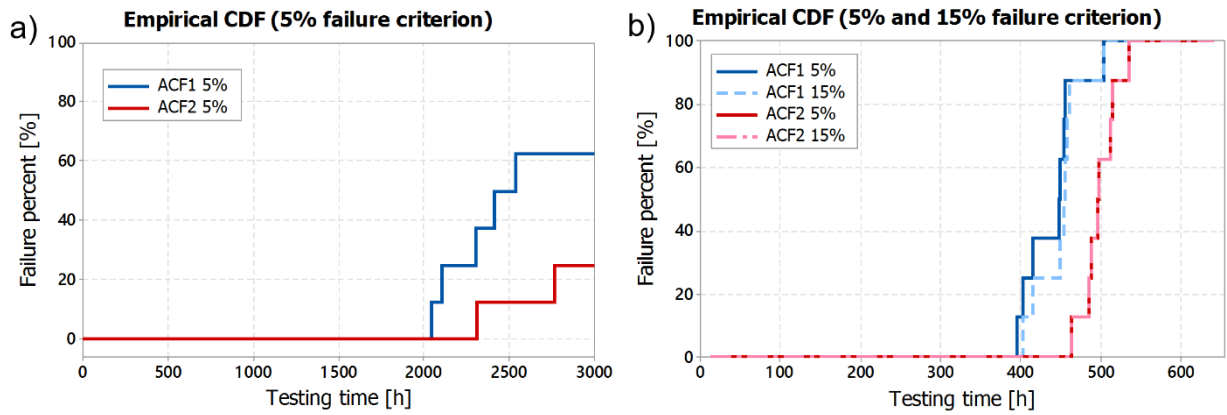 a)
Empirical CDF (5% failure criterion)
100
80
60
40
20
0
Failure percent [%]
ACF1 5%
ACF2 5%
0 500 1000 1500 2000 2500 3000
Testing time [h]
b)
Empirical CDF (5% and 15% failure criterion)
100
80
60
40
20
0
Failure percent [%]
ACF1 5%
ACF1 15%
ACF2 5%
ACF2 15%
0 100 200 300 400 500 600
Testing time [h]